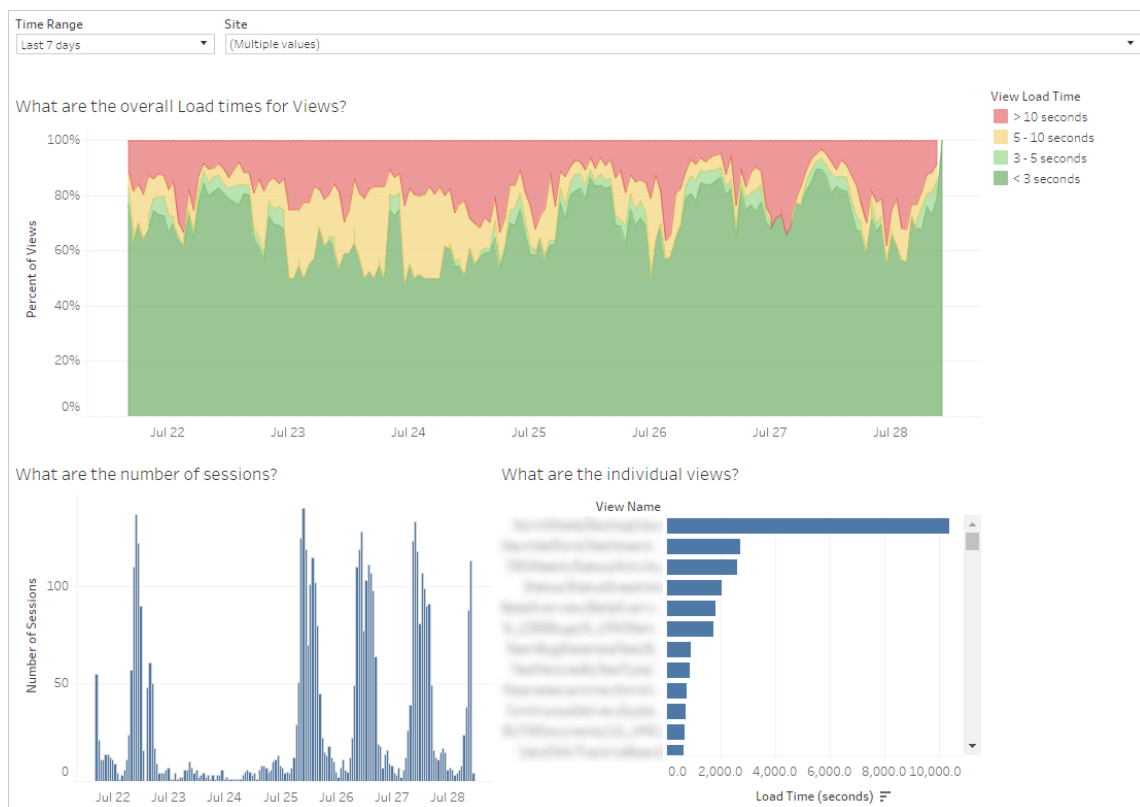 Time Range
Site
Last 7 days
(Multiple values)
What are the overall Load times for Views?
View Load Time
> 10 seconds
5 - 10 seconds
3 - 5 seconds
< 3 seconds
Percent of Views
100%
80%
60%
40%
20%
0%
Jul 22
Jul 23
Jul 24
Jul 25
Jul 26
Jul 27
Jul 28
What are the number of sessions?
Number of Sessions
100
50
0
Jul 22
Jul 23
Jul 24
Jul 25
Jul 26
Jul 27
Jul 28
What are the individual views?
View Name
0.0
2,000.0
4,000.0
6,000.0
8,000.0
10,000.0
Load Time (seconds)